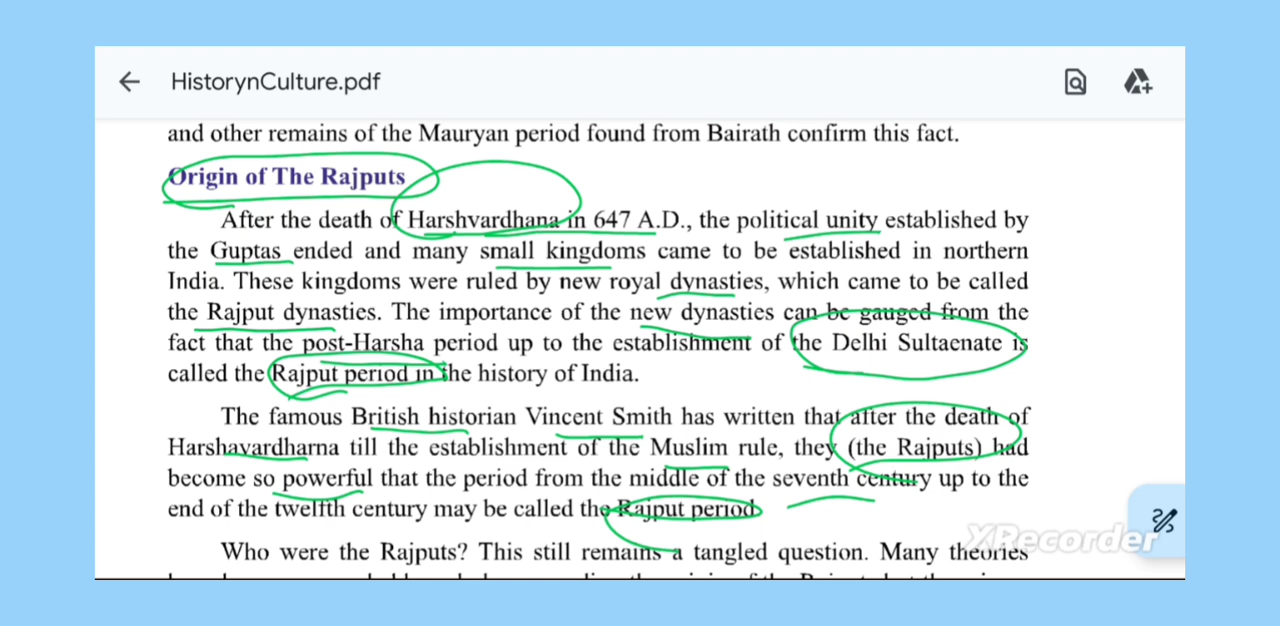 HistorynCulture.pdf
and other remains of the Mauryan period found from Bairath confirm this fact.
Origin of The Rajputs
After the death of Harshvardhana in 647 A.D., the political unity established by
the Guptas ended and many small kingdoms came to be established in northern
India. These kingdoms were ruled by new royal dynasties, which came to be called
the Rajput dynasties. The importance of the new dynasties can be gauged from the
fact that the post-Harsha period up to the establishment of the Delhi Sultaenate is
called the Rajput period in the history of India.
The famous British historian Vincent Smith has written that after the death of
Harshavardharna till the establishment of the Muslim rule, they (the Rajputs) had
become so powerful that the period from the middle of the seventh century up to the
end of the twelfth century may be called the Rajput period
XRecorder
Who were the Rajputs? This still remains a tangled question. Many theories